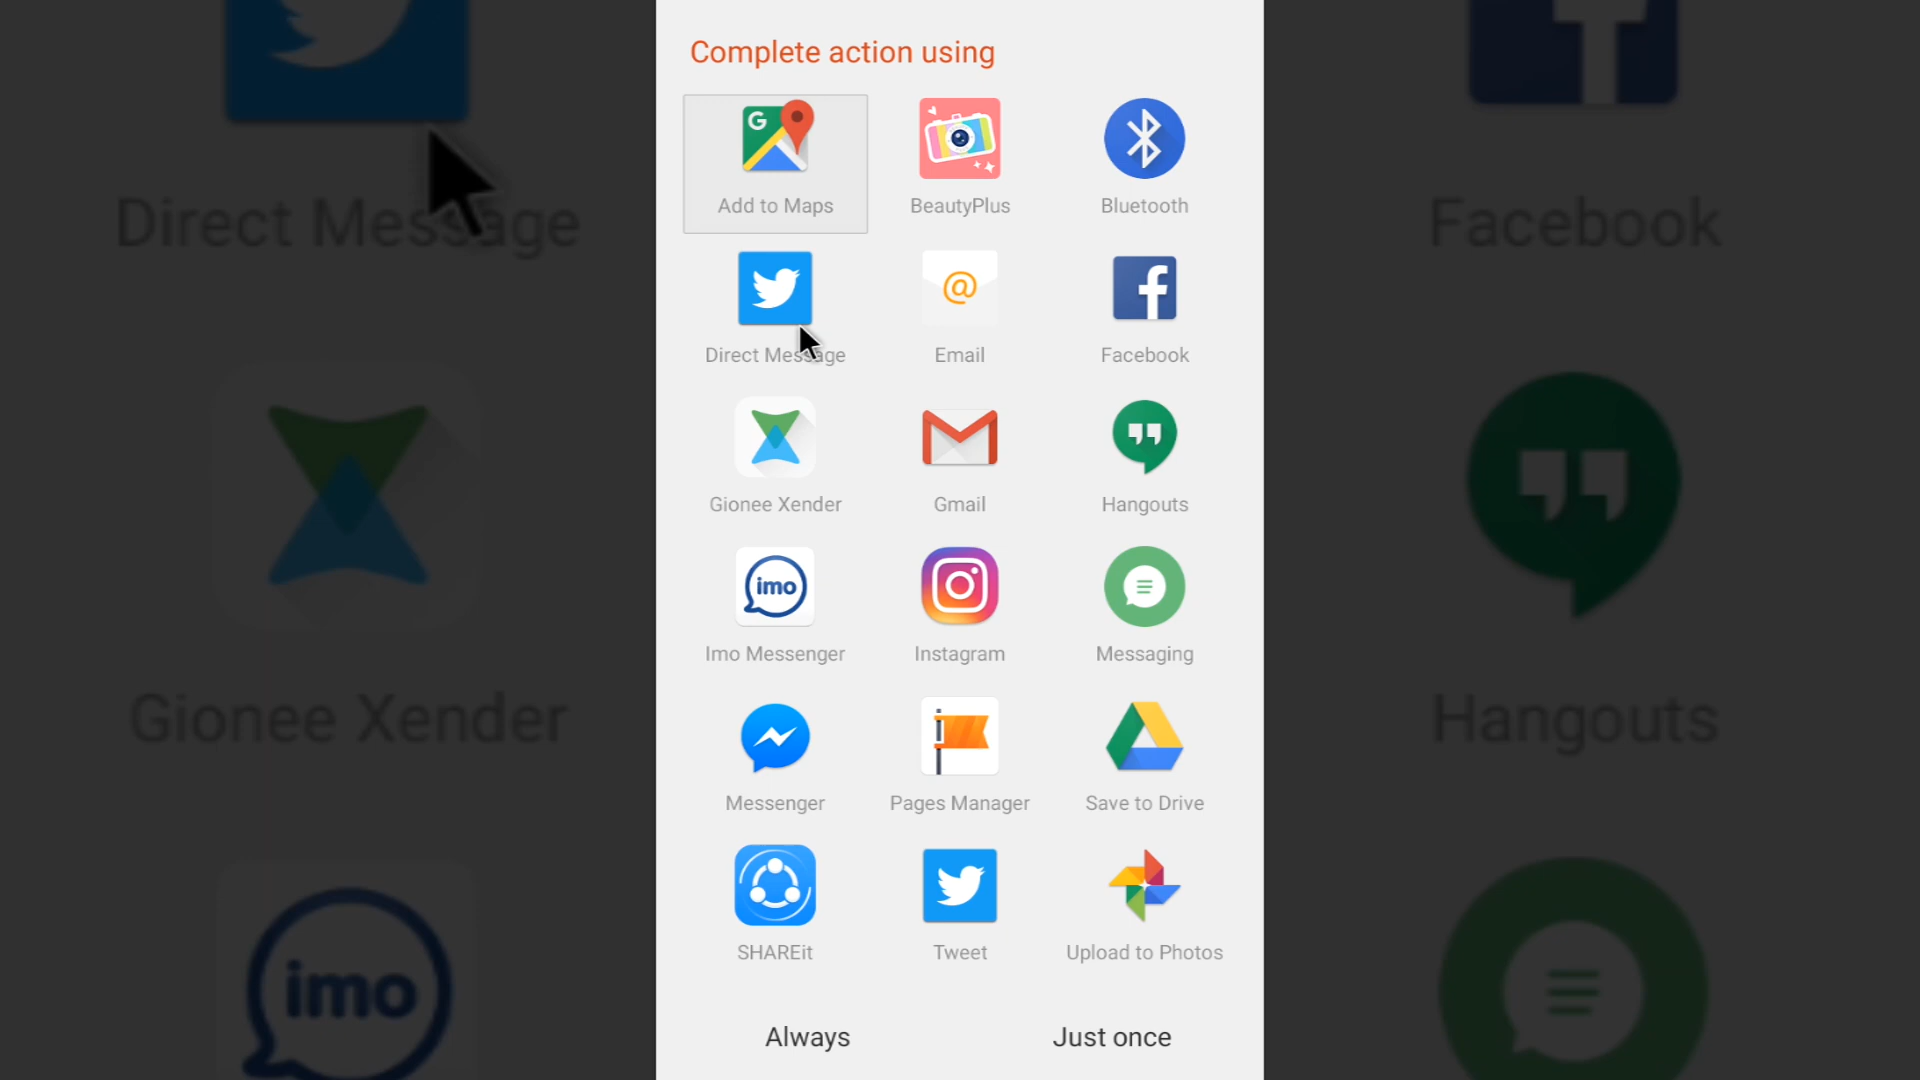 Complete action using
G
Add to Maps
BeautyPlus
Bluetooth
Direct Message
@
Email
Facebook
Gionee Xender
Gmail
Hangouts
imo
Imo Messenger
Instagram
Messaging
Messenger
Pages Manager
Save to Drive
SHAREit
Tweet
Upload to Photos
Always
Just once
Direct Message
Gionee Xender
imo
Facebook
Hangouts